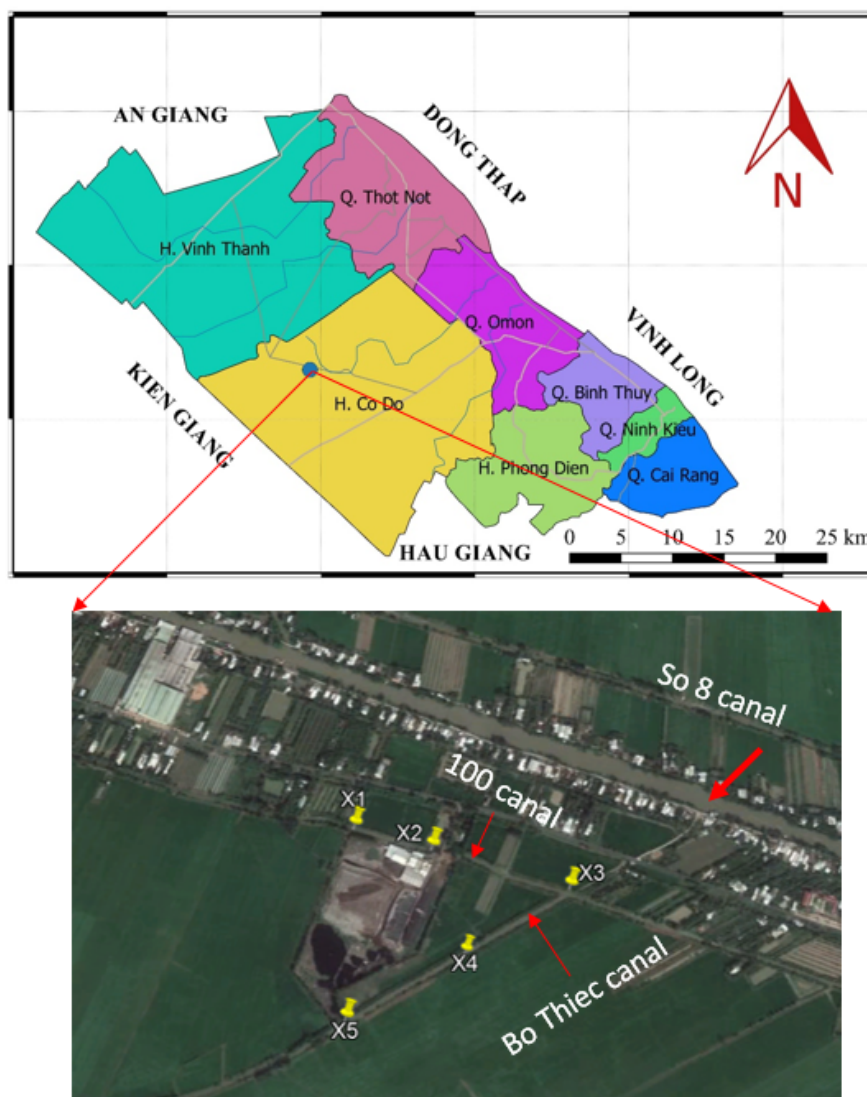 AN GIANG
DONG THAP
N
Q. Thot Not
H. Vinh Thanh
Q. Omon
VINH LONG
KIEN GIANG
Q. Binh Thuy
H. Co Do
Q. Ninh Kieu
H. Phong Dien
Q. Cai Rang
HAU GIANG
0 5 10 15 20 25 km
So 8 canal
100 canal
X1
X2
X3
X4
Bo Thiec canal
X5